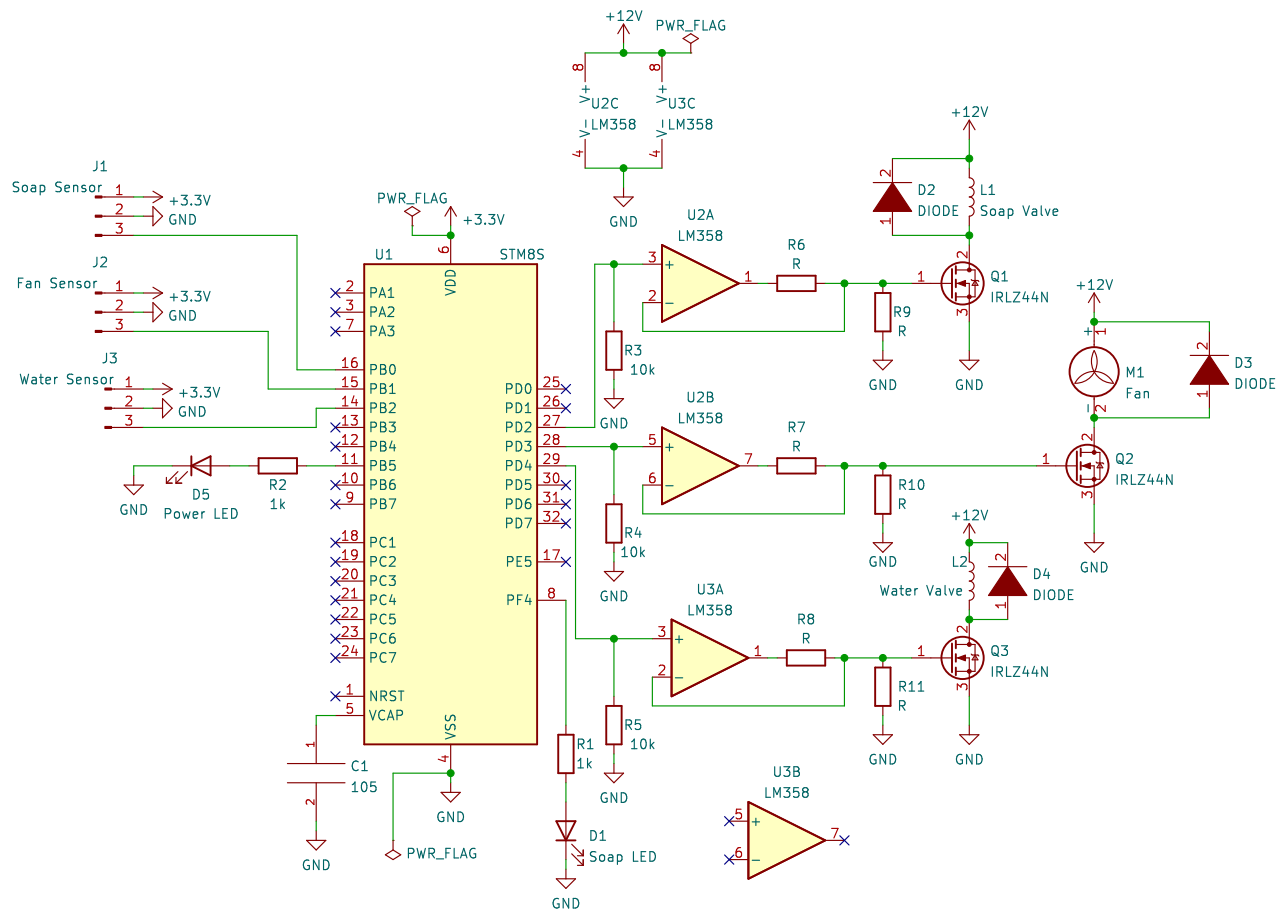 +12V
PWR_FLAG
8
V+
U2C
LM358
V-
4
8
V+
U3C
LM358
V-
4
GND
J1
Soap Sensor
1
+3.3V
2
GND
3
J2
Fan Sensor
1
+3.3V
2
GND
3
J3
Water Sensor
1
+3.3V
2
GND
3
PWR_FLAG
+3.3V
6
U1
STM8S
VDD
2 PA1
3 PA2
7 PA3
16 PB0
15 PB1
14 PB2
13 PB3
12 PB4
11 PB5
10 PB6
9 PB7
18 PC1
19 PC2
20 PC3
21 PC4
22 PC5
23 PC6
24 PC7
1 NRST
5 VCAP
PD0 25
PD1 26
PD2 27
PD3 28
PD4 29
PD5 30
PD6 31
PD7 32
PE5 17
PF4 8
VSS
4
GND
PWR_FLAG
GND
D5
Power LED
R2
1k
1
C1
105
2
GND
R1
1k
D1
Soap LED
GND
U2A
LM358
3
+
2
-
1
R3
10k
GND
R6
R
R9
R
GND
+12V
2
D2
DIODE
1
L1
Soap Valve
1
2
Q1
IRLZ44N
3
GND
U2B
LM358
5
+
6
-
7
R4
10k
GND
R7
R
R10
R
GND
+12V
+
1
M1
Fan
-
2
2
D3
DIODE
1
1
2
Q2
IRLZ44N
3
GND
U3A
LM358
3
+
2
-
1
R5
10k
GND
R8
R
R11
R
GND
+12V
L2
Water Valve
2
D4
DIODE
1
1
2
Q3
IRLZ44N
3
GND
U3B
LM358
5
+
6
-
7